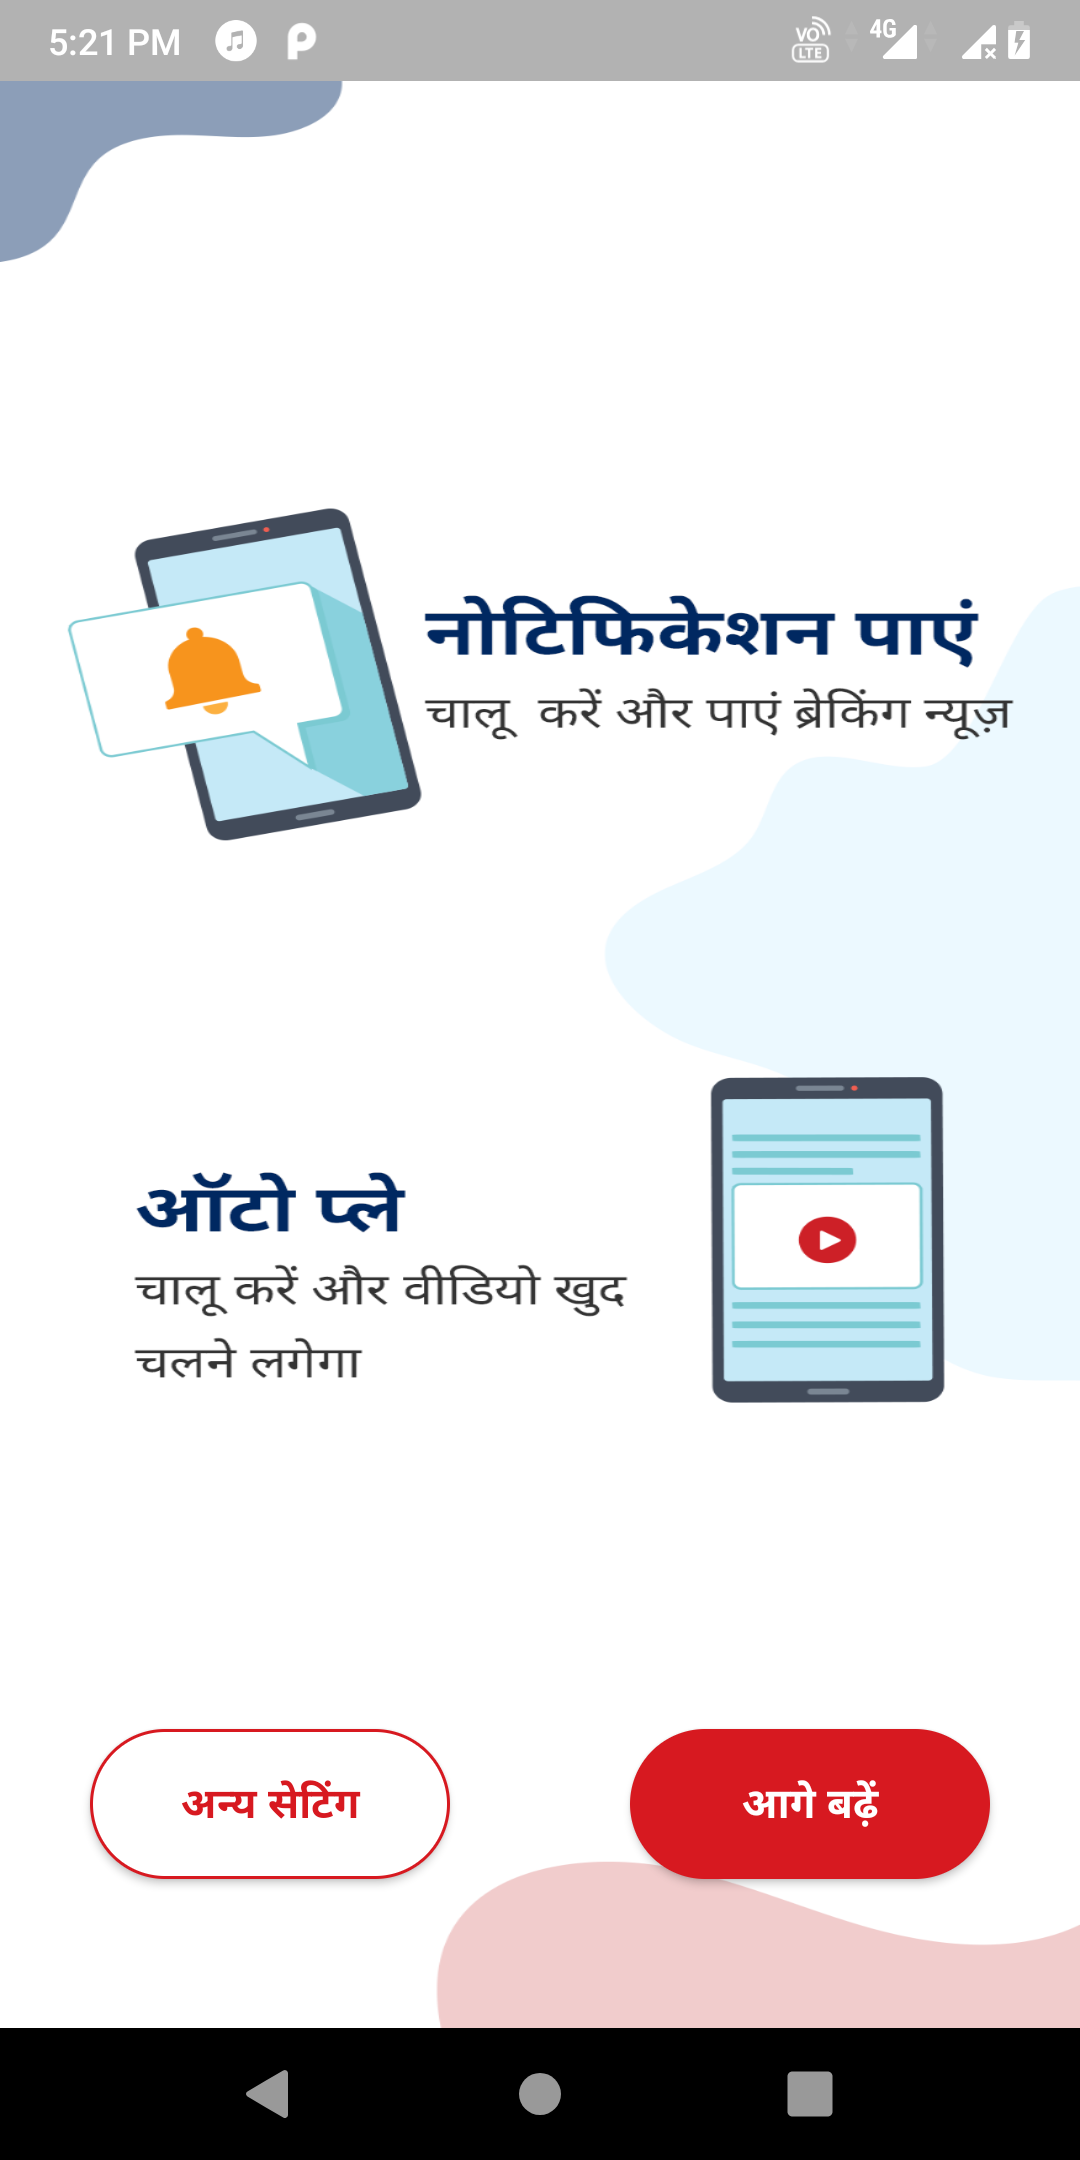 5:21 PM
VO LTE 4G
नोटिफिकेशन पाएं
चालू करें और पाएं ब्रेकिंग न्यूज़
ऑटो प्ले
चालू करें और वीडियो खुद
चलने लगेगा
अन्य सेटिंग
आगे बढ़ें